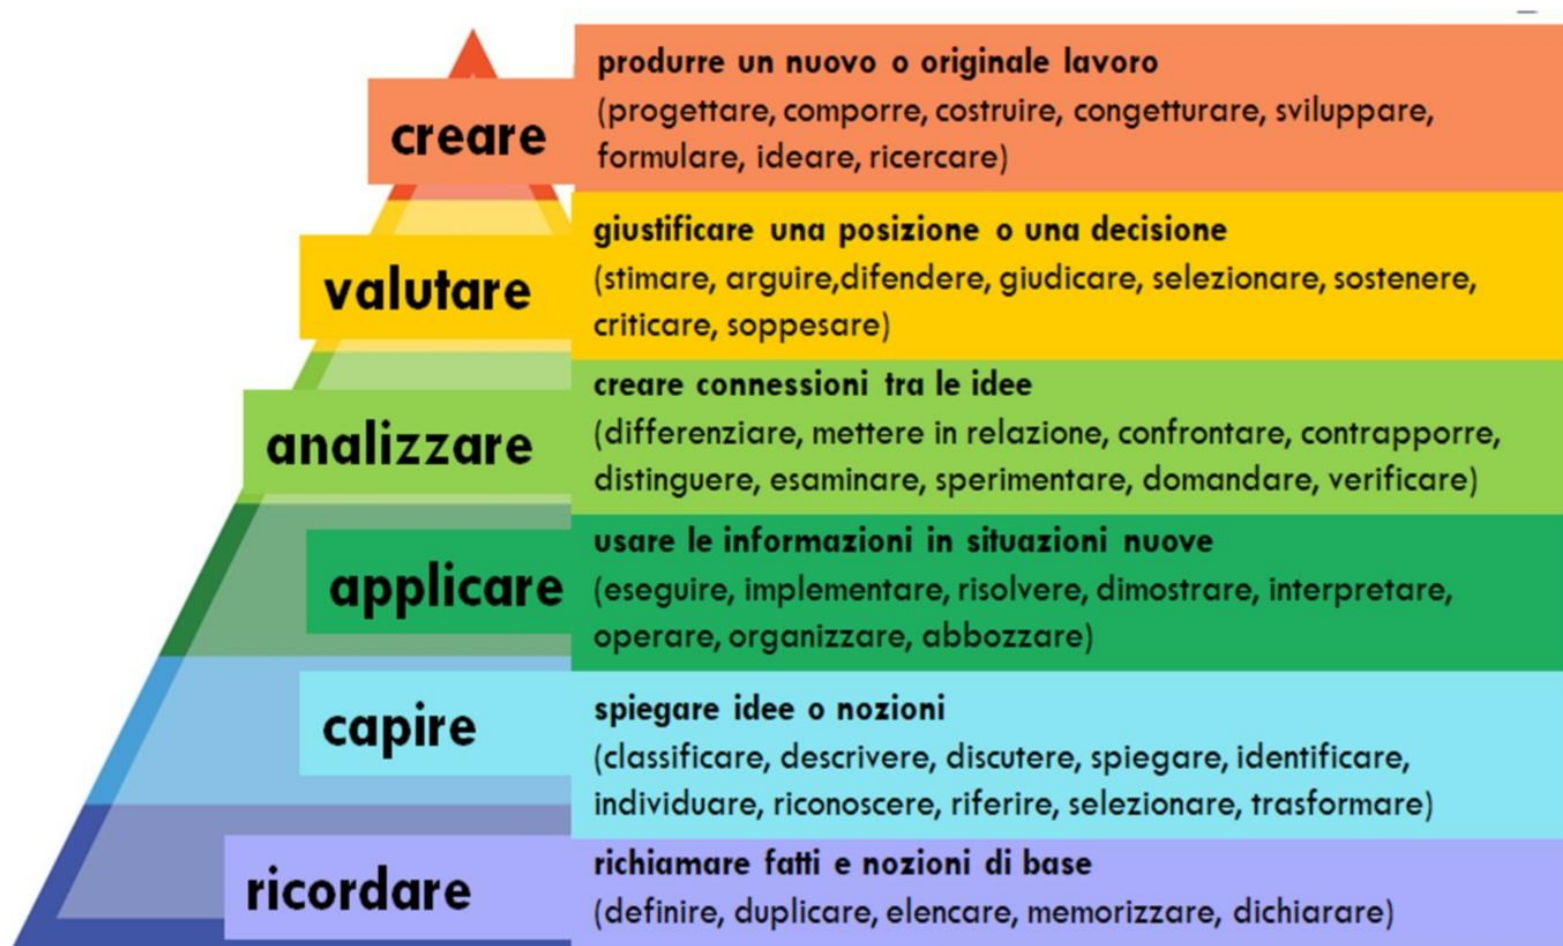 creare
produrre un nuovo o originale lavoro
(progettare, comporre, costruire, congetturare, sviluppare,
formulare, ideare, ricercare)
valutare
giustificare una posizione o una decisione
(stimare, arguire,difendere, giudicare, selezionare, sostenere,
criticare, soppesare)
analizzare
creare connessioni tra le idee
(differenziare, mettere in relazione, confrontare, contrapporre,
distinguere, esaminare, sperimentare, domandare, verificare)
applicare
usare le informazioni in situazioni nuove
(eseguire, implementare, risolvere, dimostrare, interpretare,
operare, organizzare, abbozzare)
capire
spiegare idee o nozioni
(classificare, descrivere, discutere, spiegare, identificare,
individuare, riconoscere, riferire, selezionare, trasformare)
ricordare
richiamare fatti e nozioni di base
(definire, duplicare, elencare, memorizzare, dichiarare)